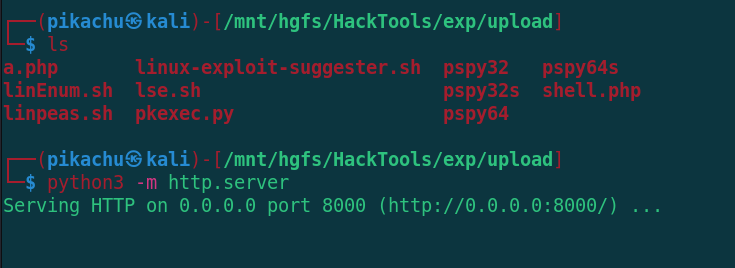 ┌──(pikachu㉿kali)-[/mnt/hgfs/HackTools/exp/upload]
└─$ ls
a.php linux-exploit-suggester.sh pspy32 pspy64s
linEnum.sh lse.sh pspy32s shell.php
linpeas.sh pkexec.py pspy64
┌──(pikachu㉿kali)-[/mnt/hgfs/HackTools/exp/upload]
└─$ python3 -m http.server
Serving HTTP on 0.0.0.0 port 8000 (http://0.0.0.0:8000/) ...